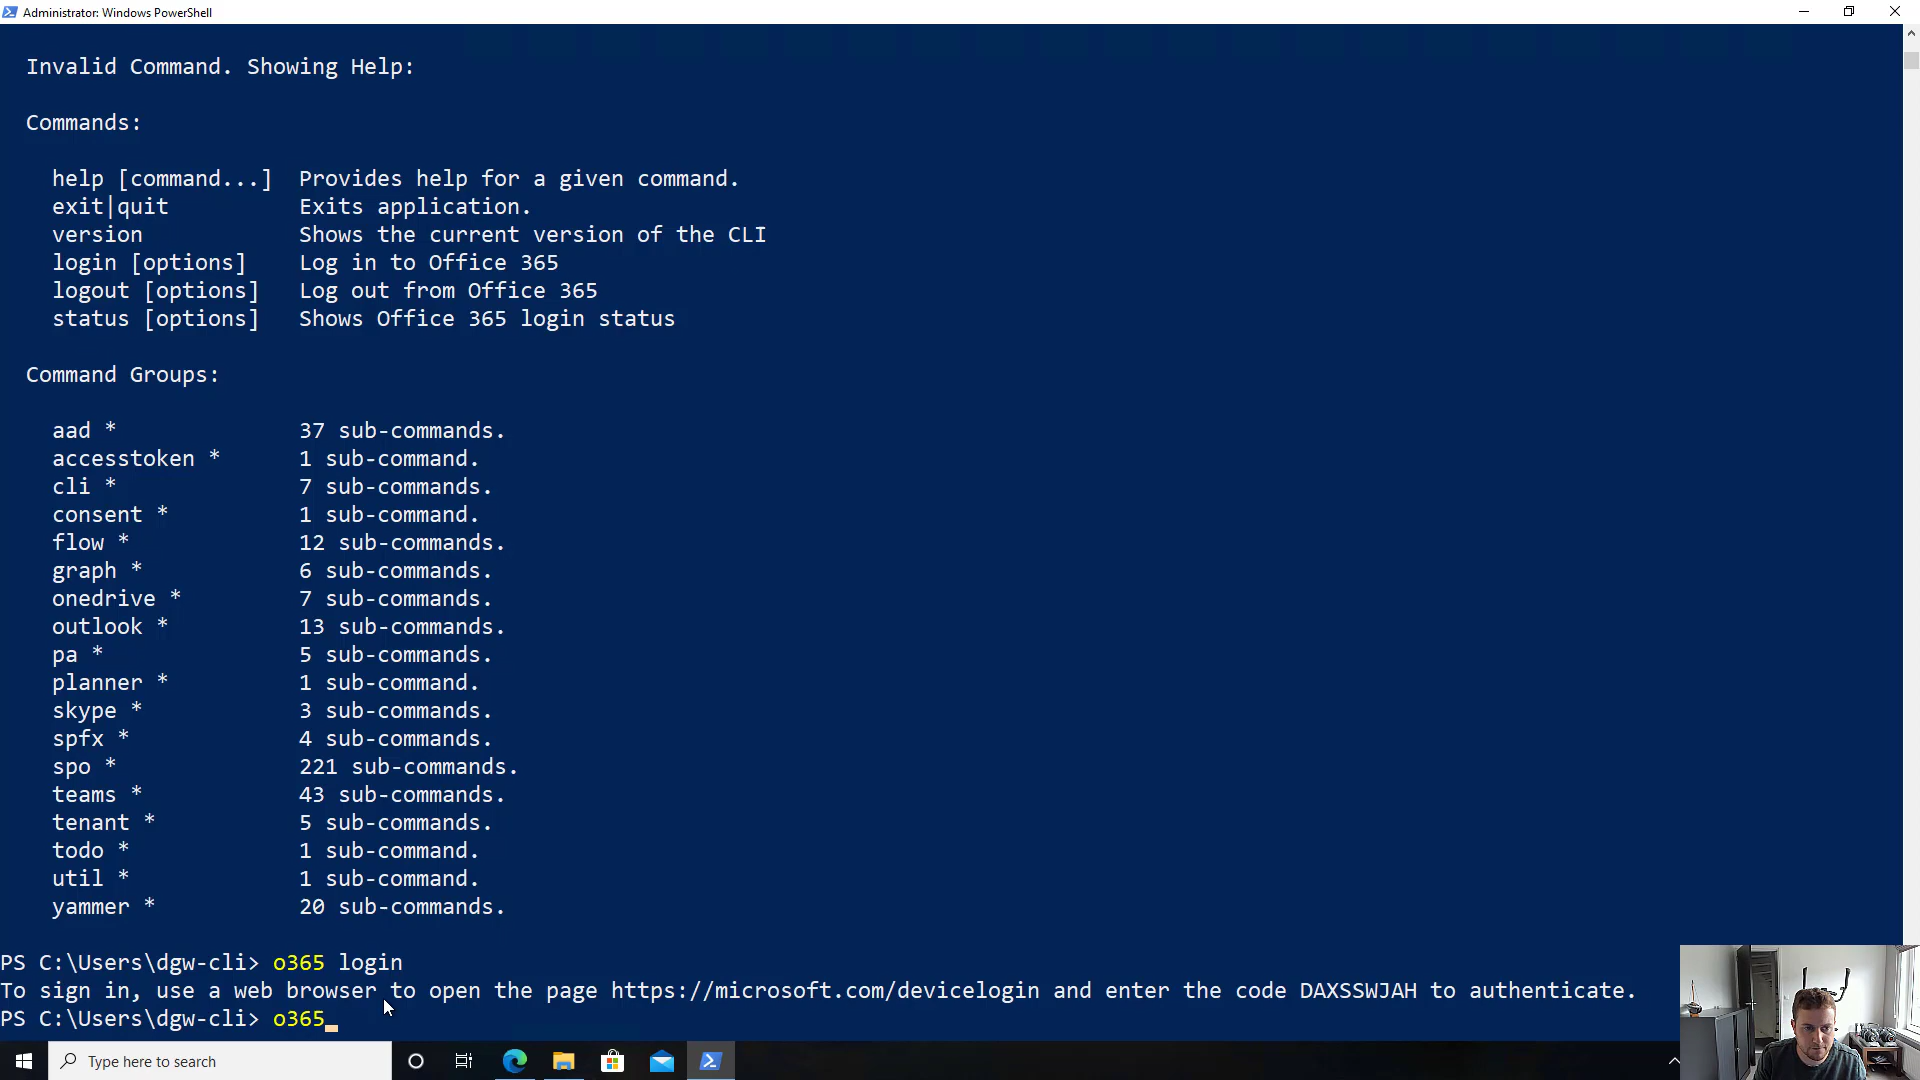 Administrator: Windows PowerShell
Invalid Command. Showing Help:
Commands:
help [command...]  Provides help for a given command.
exit|quit          Exits application.
version            Shows the current version of the CLI
login [options]    Log in to Office 365
logout [options]   Log out from Office 365
status [options]   Shows Office 365 login status
Command Groups:
aad *              37 sub-commands.
accesstoken *      1 sub-command.
cli *              7 sub-commands.
consent *          1 sub-command.
flow *             12 sub-commands.
graph *            6 sub-commands.
onedrive *         7 sub-commands.
outlook *          13 sub-commands.
pa *               5 sub-commands.
planner *          1 sub-command.
skype *            3 sub-commands.
spfx *             4 sub-commands.
spo *              221 sub-commands.
teams *            43 sub-commands.
tenant *           5 sub-commands.
todo *             1 sub-command.
util *             1 sub-command.
yammer *           20 sub-commands.
PS C:\Users\dgw-cli> o365 login
To sign in, use a web browser to open the page https://microsoft.com/devicelogin and enter the code DAXSSWJAH to authenticate.
PS C:\Users\dgw-cli> o365
Type here to search